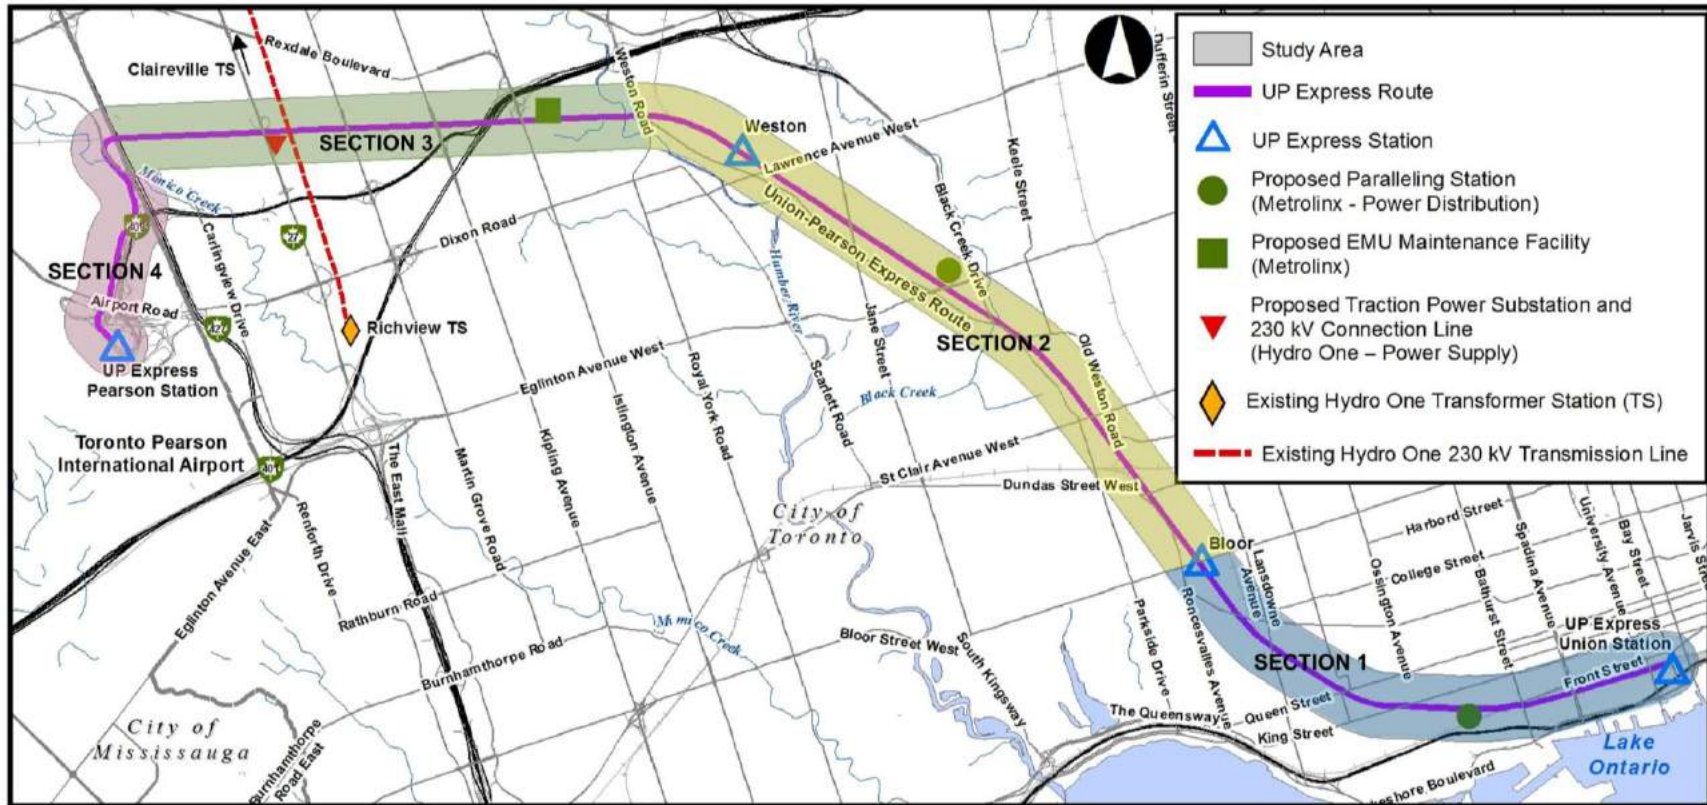 Rexdale Boulevard
Claireville TS
Weston Road
Dufferin Street
Weston
SECTION 3
Lawrence Avenue West
Keele Street
Mimico Creek
Union-Pearson Express Route
Black Creek Drive
409
27
Dixon Road
Carlingview Drive
Humber River
SECTION 4
Airport Road
427
Richview TS
Jane Street
SECTION 2
Old Weston Road
UP Express
Pearson Station
Eglinton Avenue West
Scarlett Road
Royal York Road
Islington Avenue
Kipling Avenue
Black Creek
Toronto Pearson
International Airport
401
The East Mall
Martin Grove Road
St Clair Avenue West
Dundas Street West
City of
Toronto
Eglinton Avenue East
Renforth Drive
Rathburn Road
Burnhamthorpe Road
Mimico Creek
Bloor Street West
South Kingsway
Parkside Drive
Roncesvalles Avenue
Bloor
Lansdowne
Avenue
Ossington Avenue
Harbord Street
College Street
Bathurst Street
Spadina Avenue
University Avenue
Bay Street
Jarvis Str
UP Express
Union Station
SECTION 1
Front Street
Queen Street
King Street
The Queensway
Lake
Ontario
keshore Boulevard
City of
Mississauga
Burnhamthorpe
Road East
Study Area
UP Express Route
UP Express Station
Proposed Paralleling Station
(Metrolinx - Power Distribution)
Proposed EMU Maintenance Facility
(Metrolinx)
Proposed Traction Power Substation and
230 kV Connection Line
(Hydro One – Power Supply)
Existing Hydro One Transformer Station (TS)
Existing Hydro One 230 kV Transmission Line